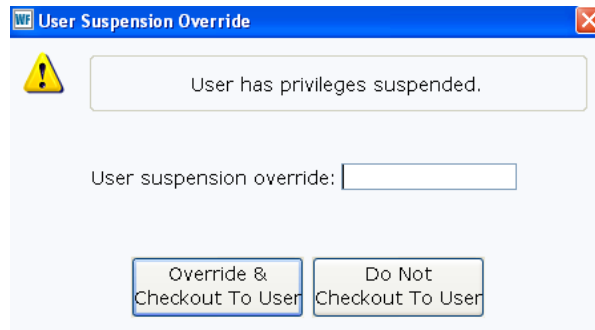 WF User Suspension Override
User has privileges suspended.
User suspension override:
Override &
Checkout To User
Do Not
Checkout To User